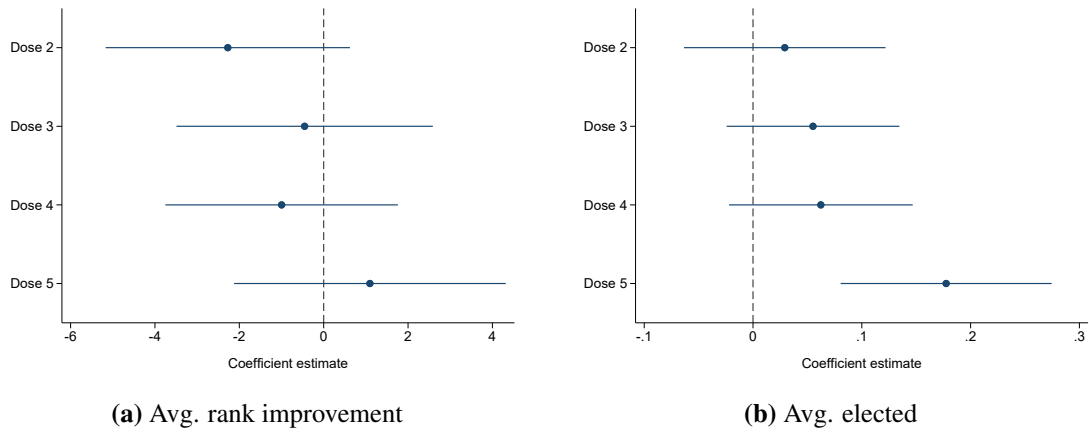 Dose 2
Dose 3
Dose 4
Dose 5
-6 -4 -2 0 2 4
Coefficient estimate
(a) Avg. rank improvement
Dose 2
Dose 3
Dose 4
Dose 5
-.1 0 .1 .2 .3
Coefficient estimate
(b) Avg. elected